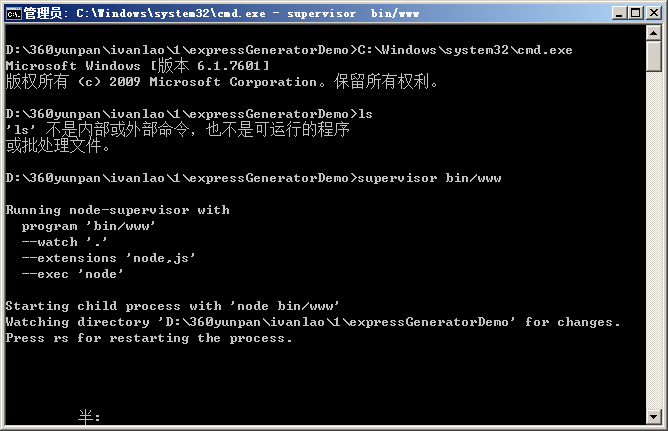 管理员: C:\Windows\system32\cmd.exe - supervisor  bin/www
D:\360yunpan\ivanlao\1\expressGeneratorDemo>C:\Windows\system32\cmd.exe
Microsoft Windows [版本 6.1.7601]
版权所有 (c) 2009 Microsoft Corporation。保留所有权利。
D:\360yunpan\ivanlao\1\expressGeneratorDemo>ls
'ls' 不是内部或外部命令，也不是可运行的程序
或批处理文件。
D:\360yunpan\ivanlao\1\expressGeneratorDemo>supervisor bin/www
Running node-supervisor with
  program 'bin/www'
  --watch '.'
  --extensions 'node,js'
  --exec 'node'
Starting child process with 'node bin/www'
Watching directory 'D:\360yunpan\ivanlao\1\expressGeneratorDemo' for changes.
Press rs for restarting the process.
半: